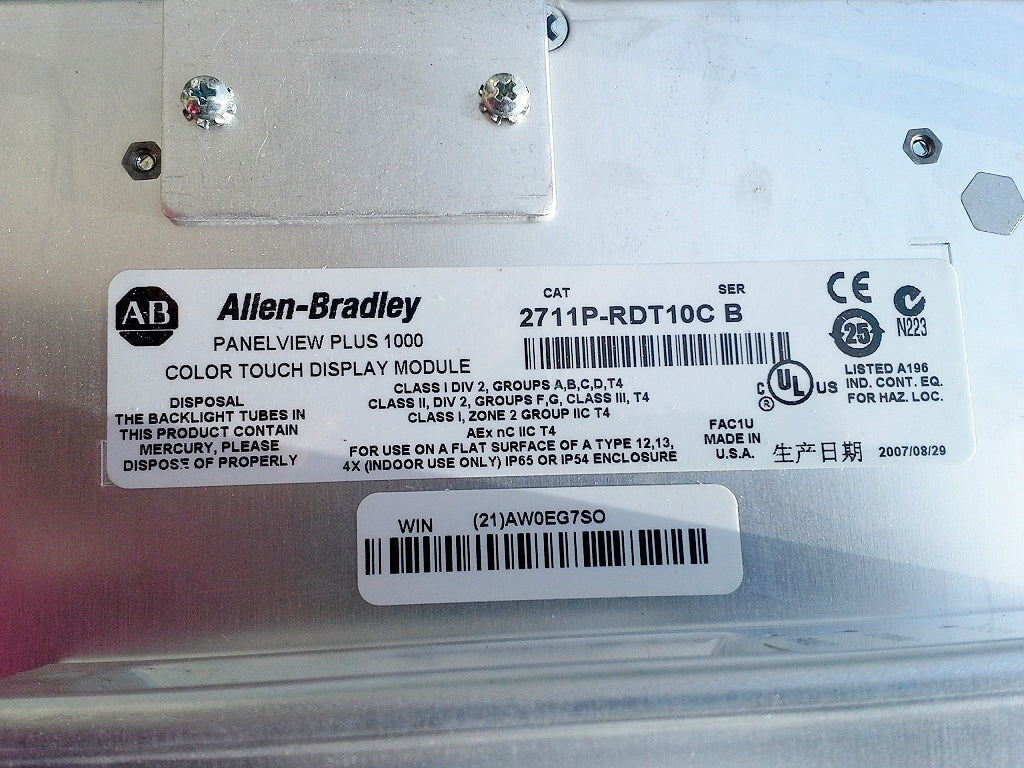 AB
Allen-Bradley
PANELVIEW PLUS 1000
COLOR TOUCH DISPLAY MODULE
DISPOSAL
THE BACKLIGHT TUBES IN
THIS PRODUCT CONTAIN
MERCURY, PLEASE
DISPOSE OF PROPERLY
CAT SER
2711P-RDT10C B
CLASS I DIV 2, GROUPS A,B,C,D,T4
CLASS II, DIV 2, GROUPS F,G, CLASS III, T4
CLASS I, ZONE 2 GROUP IIC T4
AEx nC IIC T4
FOR USE ON A FLAT SURFACE OF A TYPE 12,13,
4X (INDOOR USE ONLY) IP65 OR IP54 ENCLOSURE
CE
25
N223
C UL US
®
LISTED A196
IND. CONT. EQ.
FOR HAZ. LOC.
FAC1U
MADE IN
U.S.A.
生产日期 2007/08/29
WIN (21)AW0EG7SO